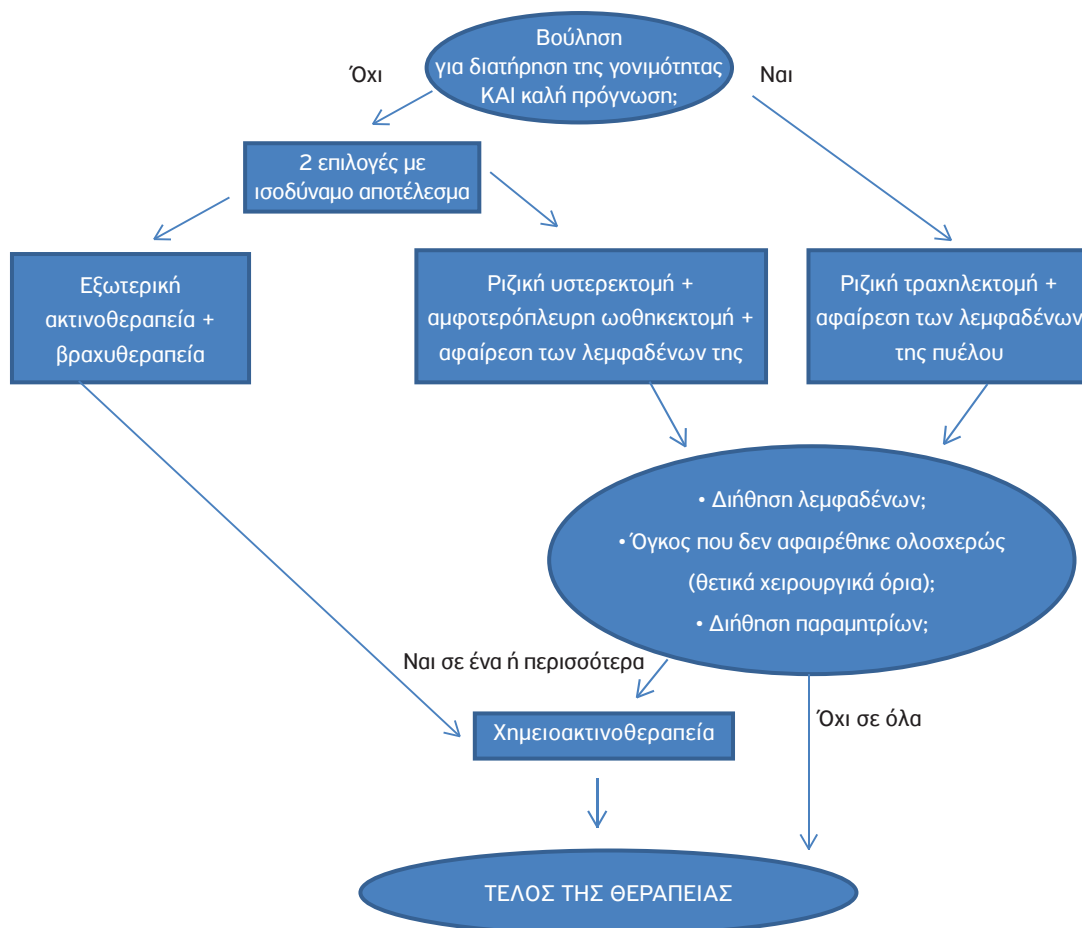 Βούληση
για διατήρηση της γονιμότητας
ΚΑΙ καλή πρόγνωση;
Όχι
Ναι
2 επιλογές με
ισοδύναμο αποτέλεσμα
Εξωτερική
ακτινοθεραπεία +
βραχυθεραπεία
Ριζική υστερεκτομή +
αμφοτερόπλευρη ωοθηκεκτομή +
αφαίρεση των λεμφαδένων της
Ριζική τραχηλεκτομή +
αφαίρεση των λεμφαδένων
της πυέλου
• Διήθηση λεμφαδένων;
• Όγκος που δεν αφαιρέθηκε ολοσχερώς
(θετικά χειρουργικά όρια);
• Διήθηση παραμητρίων;
Ναι σε ένα ή περισσότερα
Όχι σε όλα
Χημειοακτινοθεραπεία
ΤΕΛΟΣ ΤΗΣ ΘΕΡΑΠΕΙΑΣ